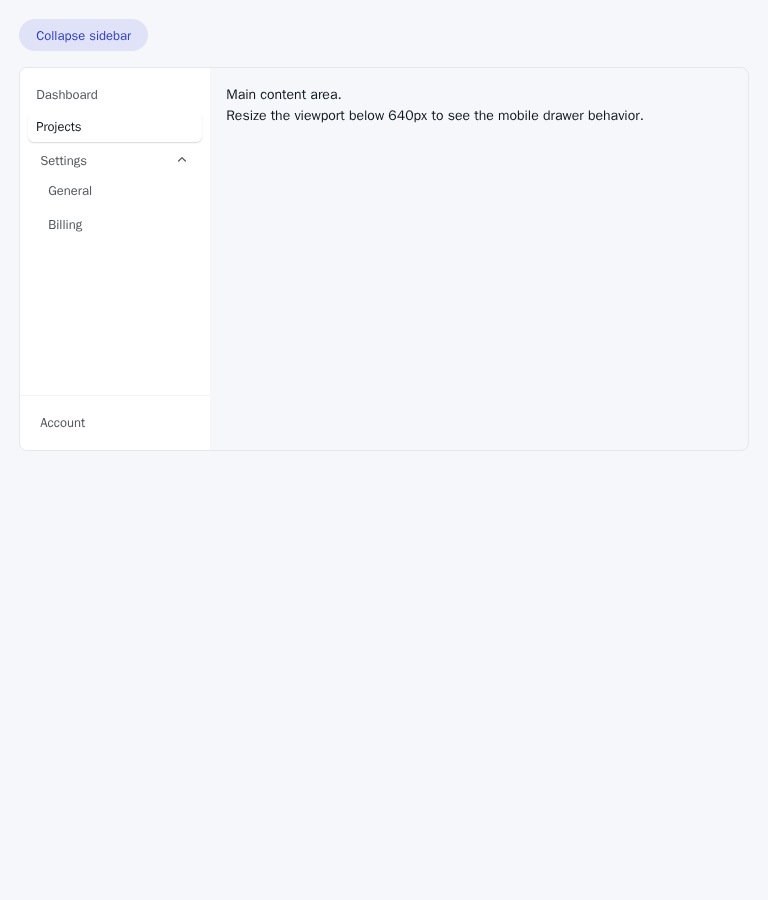 Collapse sidebar
Dashboard
Projects
Settings
General
Billing
Account
Main content area.
Resize the viewport below 640px to see the mobile drawer behavior.